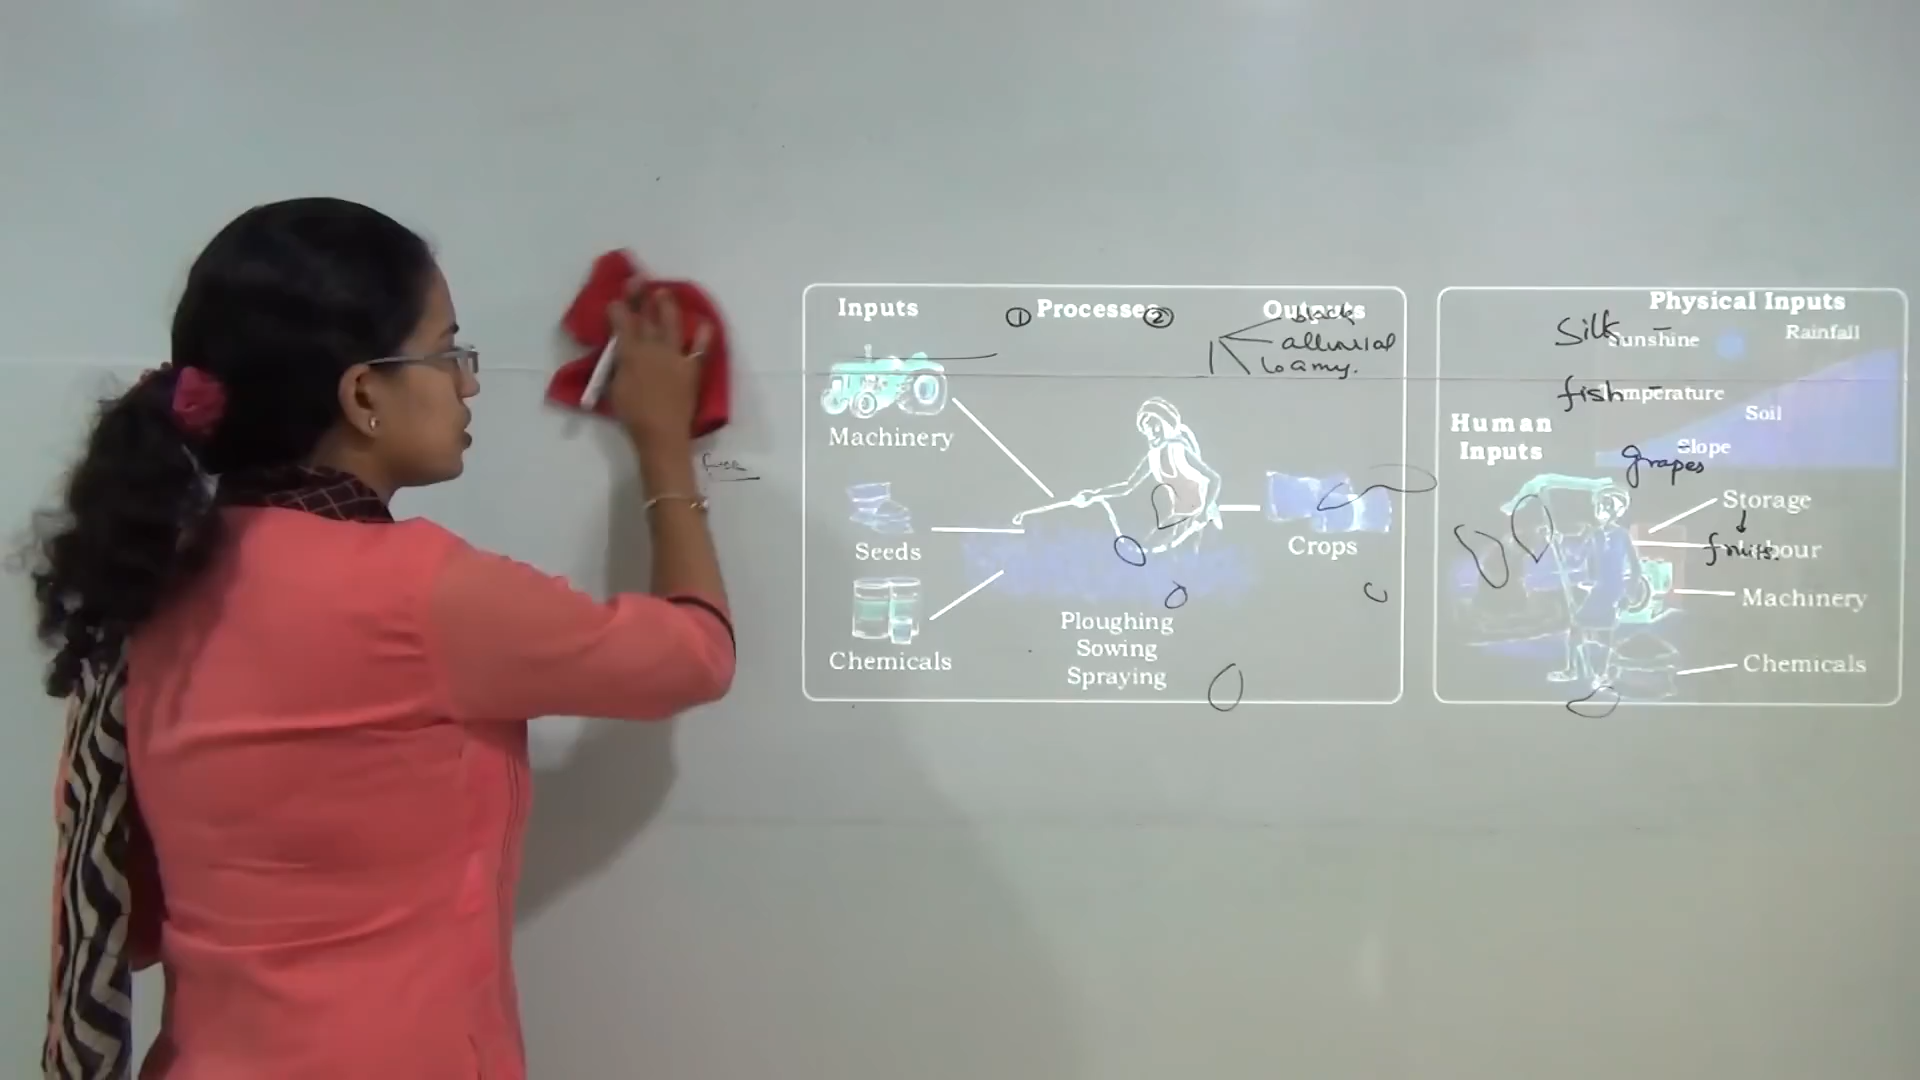 Inputs
① Processes ②
Outputs
black
alluvial
loamy.
Machinery
Seeds
Chemicals
Ploughing
Sowing
Spraying
Crops
Physical Inputs
Silk –
Sunshine
Rainfall
fish –
Temperature
Soil
Slope
grapes
Human
Inputs
Storage
↓
fruits.
Labour
Machinery
Chemicals